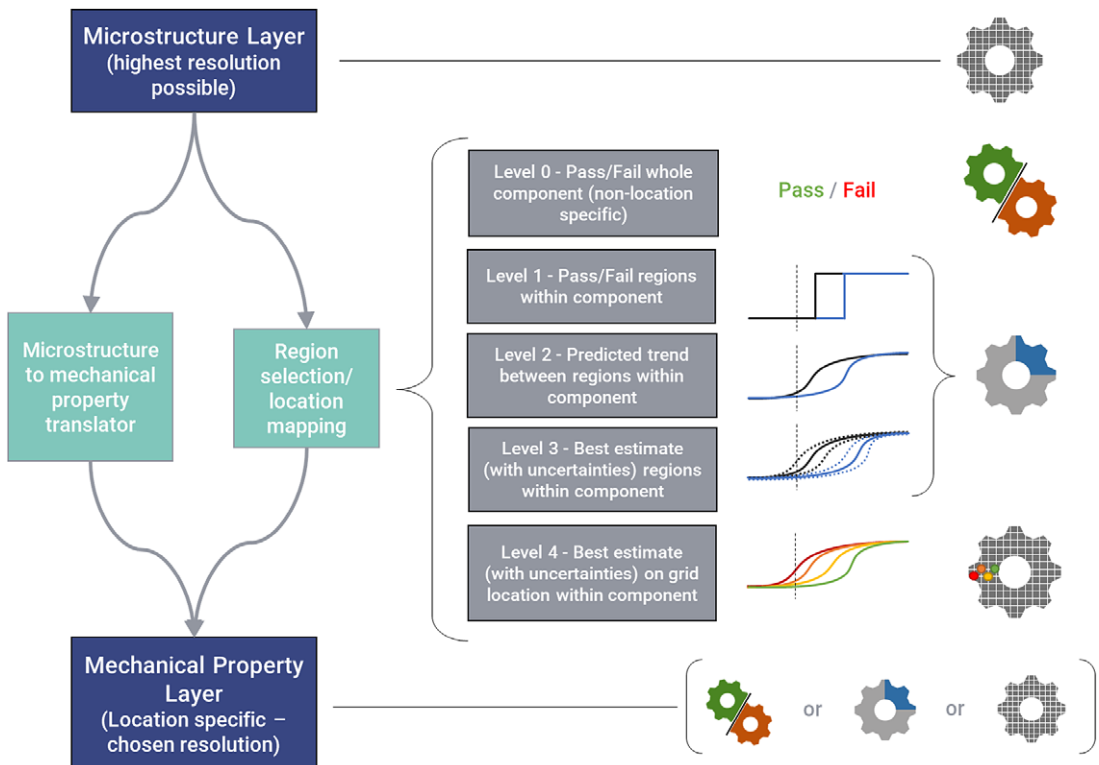 Microstructure Layer
(highest resolution
possible)
Level 0 - Pass/Fail whole
component (non-location
specific)
Pass / Fail
Level 1 - Pass/Fail regions
within component
Microstructure
to mechanical
property
translator
Region
selection/
location
mapping
Level 2 - Predicted trend
between regions within
component
Level 3 - Best estimate
(with uncertainties) regions
within component
Level 4 - Best estimate
(with uncertainties) on grid
location within component
Mechanical Property
Layer
(Location specific –
chosen resolution)
or
or